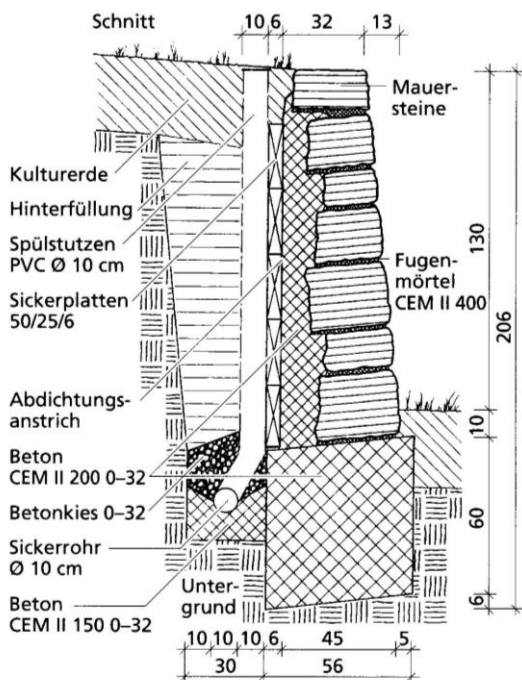 Schnitt
10 6 32 13
Mauer-
steine
Kulturerde
Hinterfüllung
Spülstutzen
PVC Ø 10 cm
Sickerplatten
50/25/6
Fugen-
mörtel
CEM II 400
130
206
Abdichtungs-
anstrich
10
Beton
CEM II 200 0–32
Betonkies 0–32
60
Sickerrohr
Ø 10 cm
Unter-
grund
Beton
CEM II 150 0–32
6
10 10 10 6 45 5
30 56